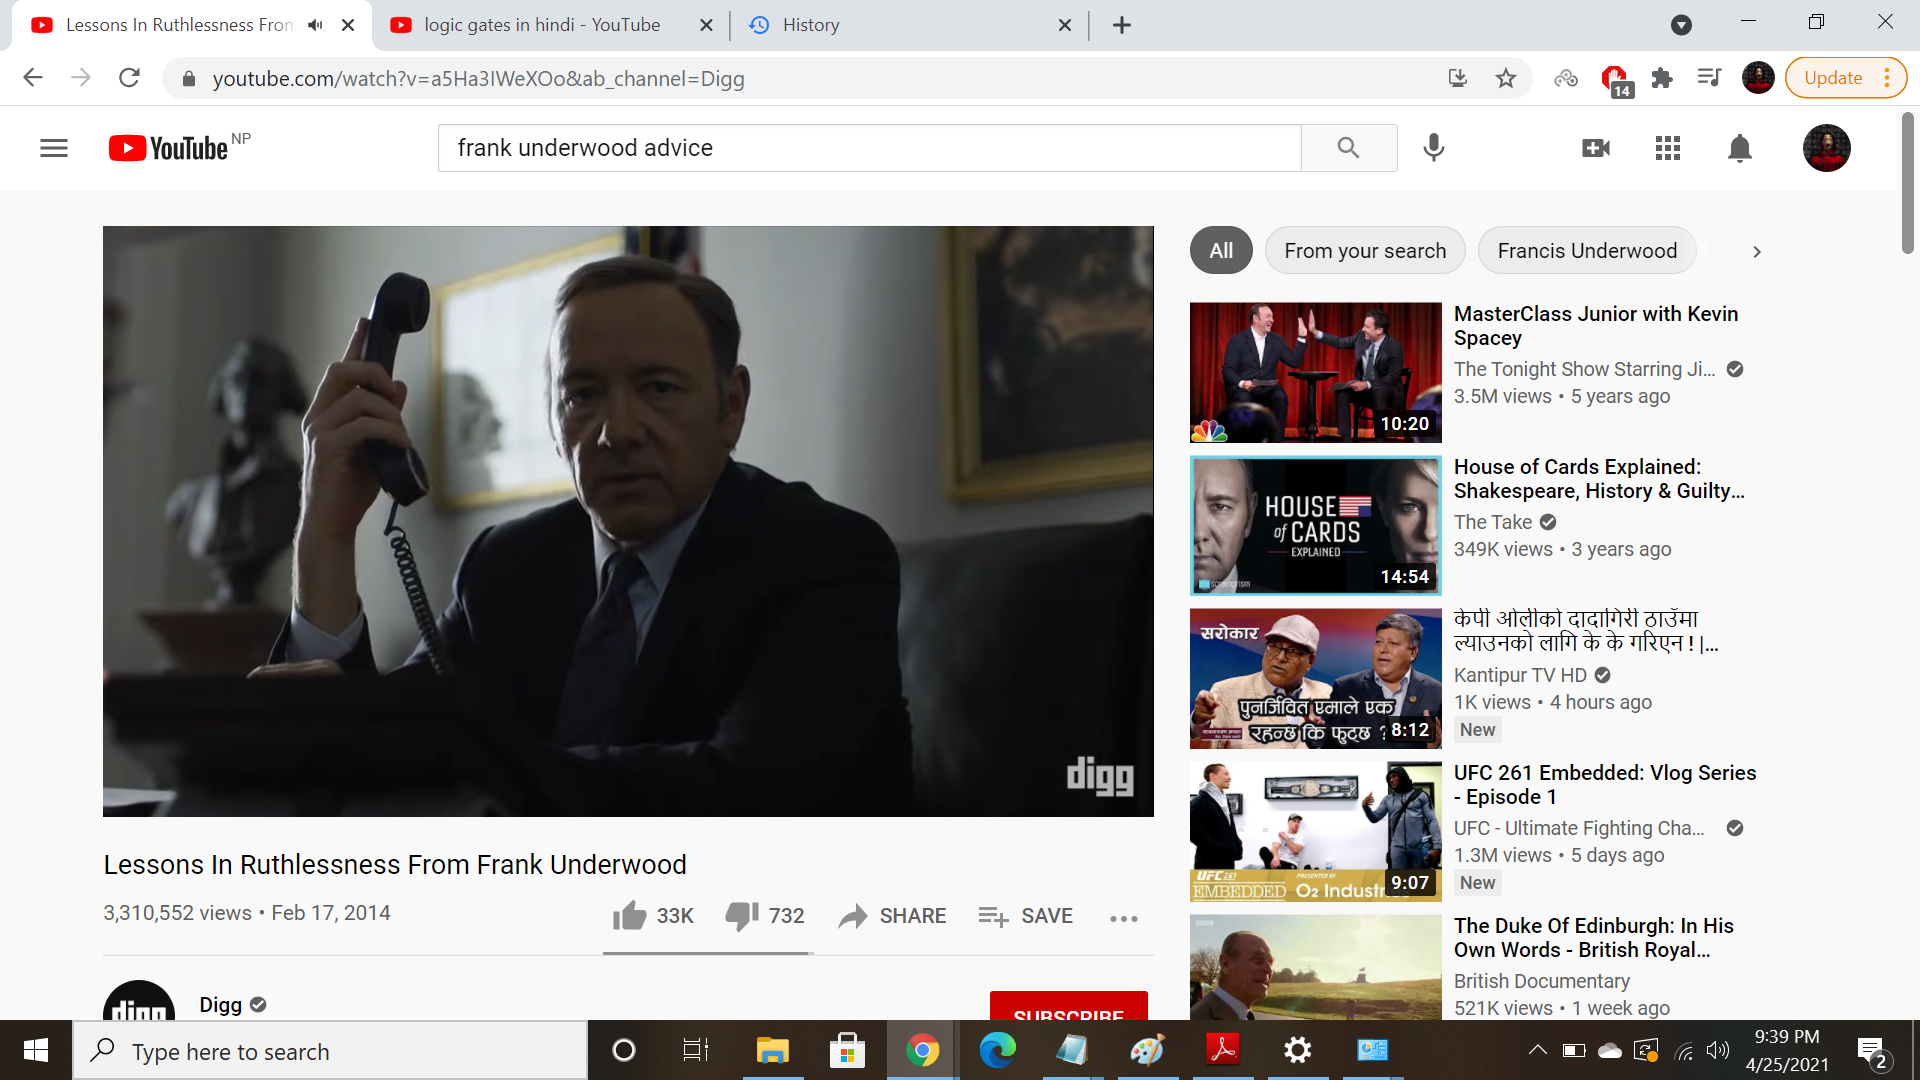 Lessons In Ruthlessness From
logic gates in hindi - YouTube
History
youtube.com/watch?v=a5Ha3IWeXOo&ab_channel=Digg
14
Update
YouTube NP
frank underwood advice
All
From your search
Francis Underwood
digg
Lessons In Ruthlessness From Frank Underwood
3,310,552 views • Feb 17, 2014
33K
732
SHARE
SAVE
digg
Digg
SUBSCRIBE
10:20
MasterClass Junior with Kevin
Spacey
The Tonight Show Starring Ji...
3.5M views • 5 years ago
HOUSE
of CARDS
EXPLAINED
screenprism
14:54
House of Cards Explained:
Shakespeare, History & Guilty...
The Take
349K views • 3 years ago
सरोकार
पुनर्जिवित एमाले एक
रहन्छ कि फुट्छ ?
8:12
केपी ओलीको दादागिरी ठाउँमा
ल्याउनको लागि के के गरिएन ! |...
Kantipur TV HD
1K views • 4 hours ago
New
UFC 261
EMBEDDED
PRESENTED BY
O2 Industr
9:07
UFC 261 Embedded: Vlog Series
- Episode 1
UFC - Ultimate Fighting Cha...
1.3M views • 5 days ago
New
The Duke Of Edinburgh: In His
Own Words - British Royal...
British Documentary
521K views • 1 week ago
Type here to search
9:39 PM
4/25/2021
2